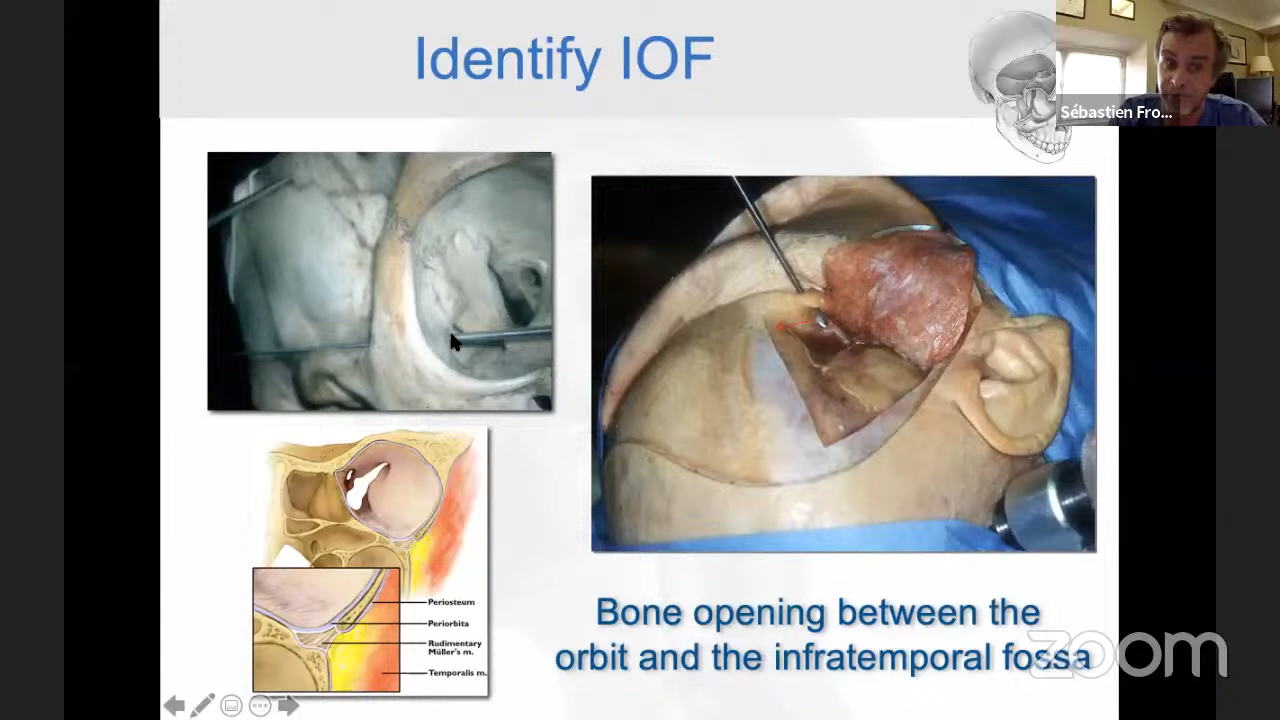 Identify IOF
Sébastien Fro...
Periosteum
Periorbita
Rudimentary
Müller's m.
Temporalis m.
Bone opening between the
orbit and the infratemporal fossa
zoom